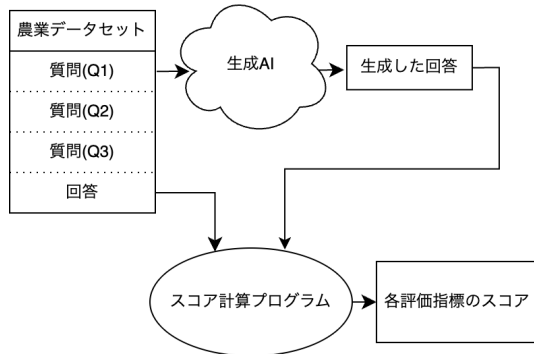 農業データセット
質問(Q1)
質問(Q2)
質問(Q3)
回答
生成AI
生成した回答
スコア計算プログラム
各評価指標のスコア